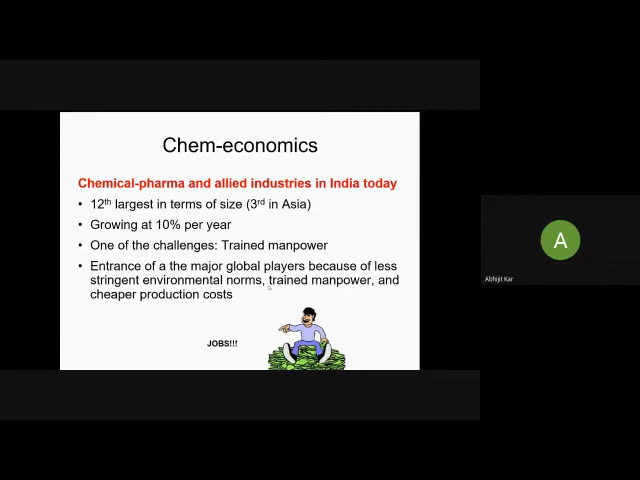 Chem-economics
Chemical-pharma and allied industries in India today
• 12th largest in terms of size (3rd in Asia)
• Growing at 10% per year
• One of the challenges: Trained manpower
• Entrance of a the major global players because of less
stringent environmental norms, trained manpower, and
cheaper production costs
JOBS!!!
A
Abhijit Kar